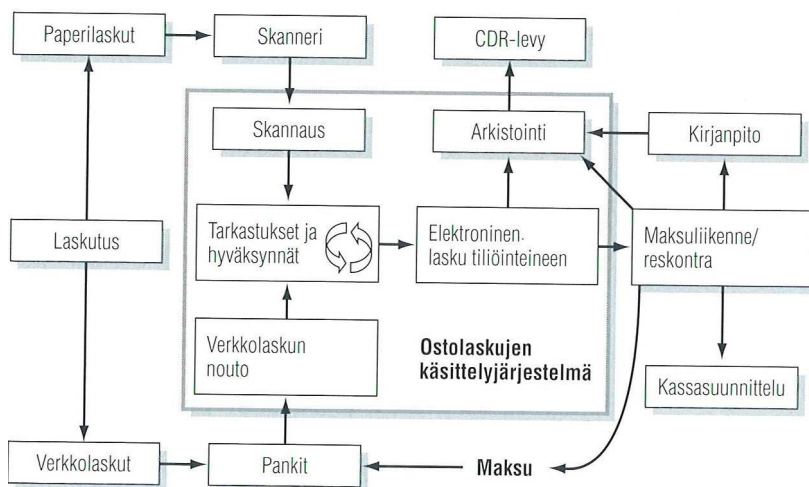 Paperilaskut
Skanneri
CDR-levy
Skannaus
Arkistointi
Kirjanpito
Laskutus
Tarkastukset ja
hyväksynnät
Elektroninen.
lasku tiliöinteineen
Maksuliikenne/
reskontra
Verkkolaskun
nouto
Ostolaskujen
käsittelyjärjestelmä
Kassasuunnittelu
Verkkolaskut
Pankit
Maksu